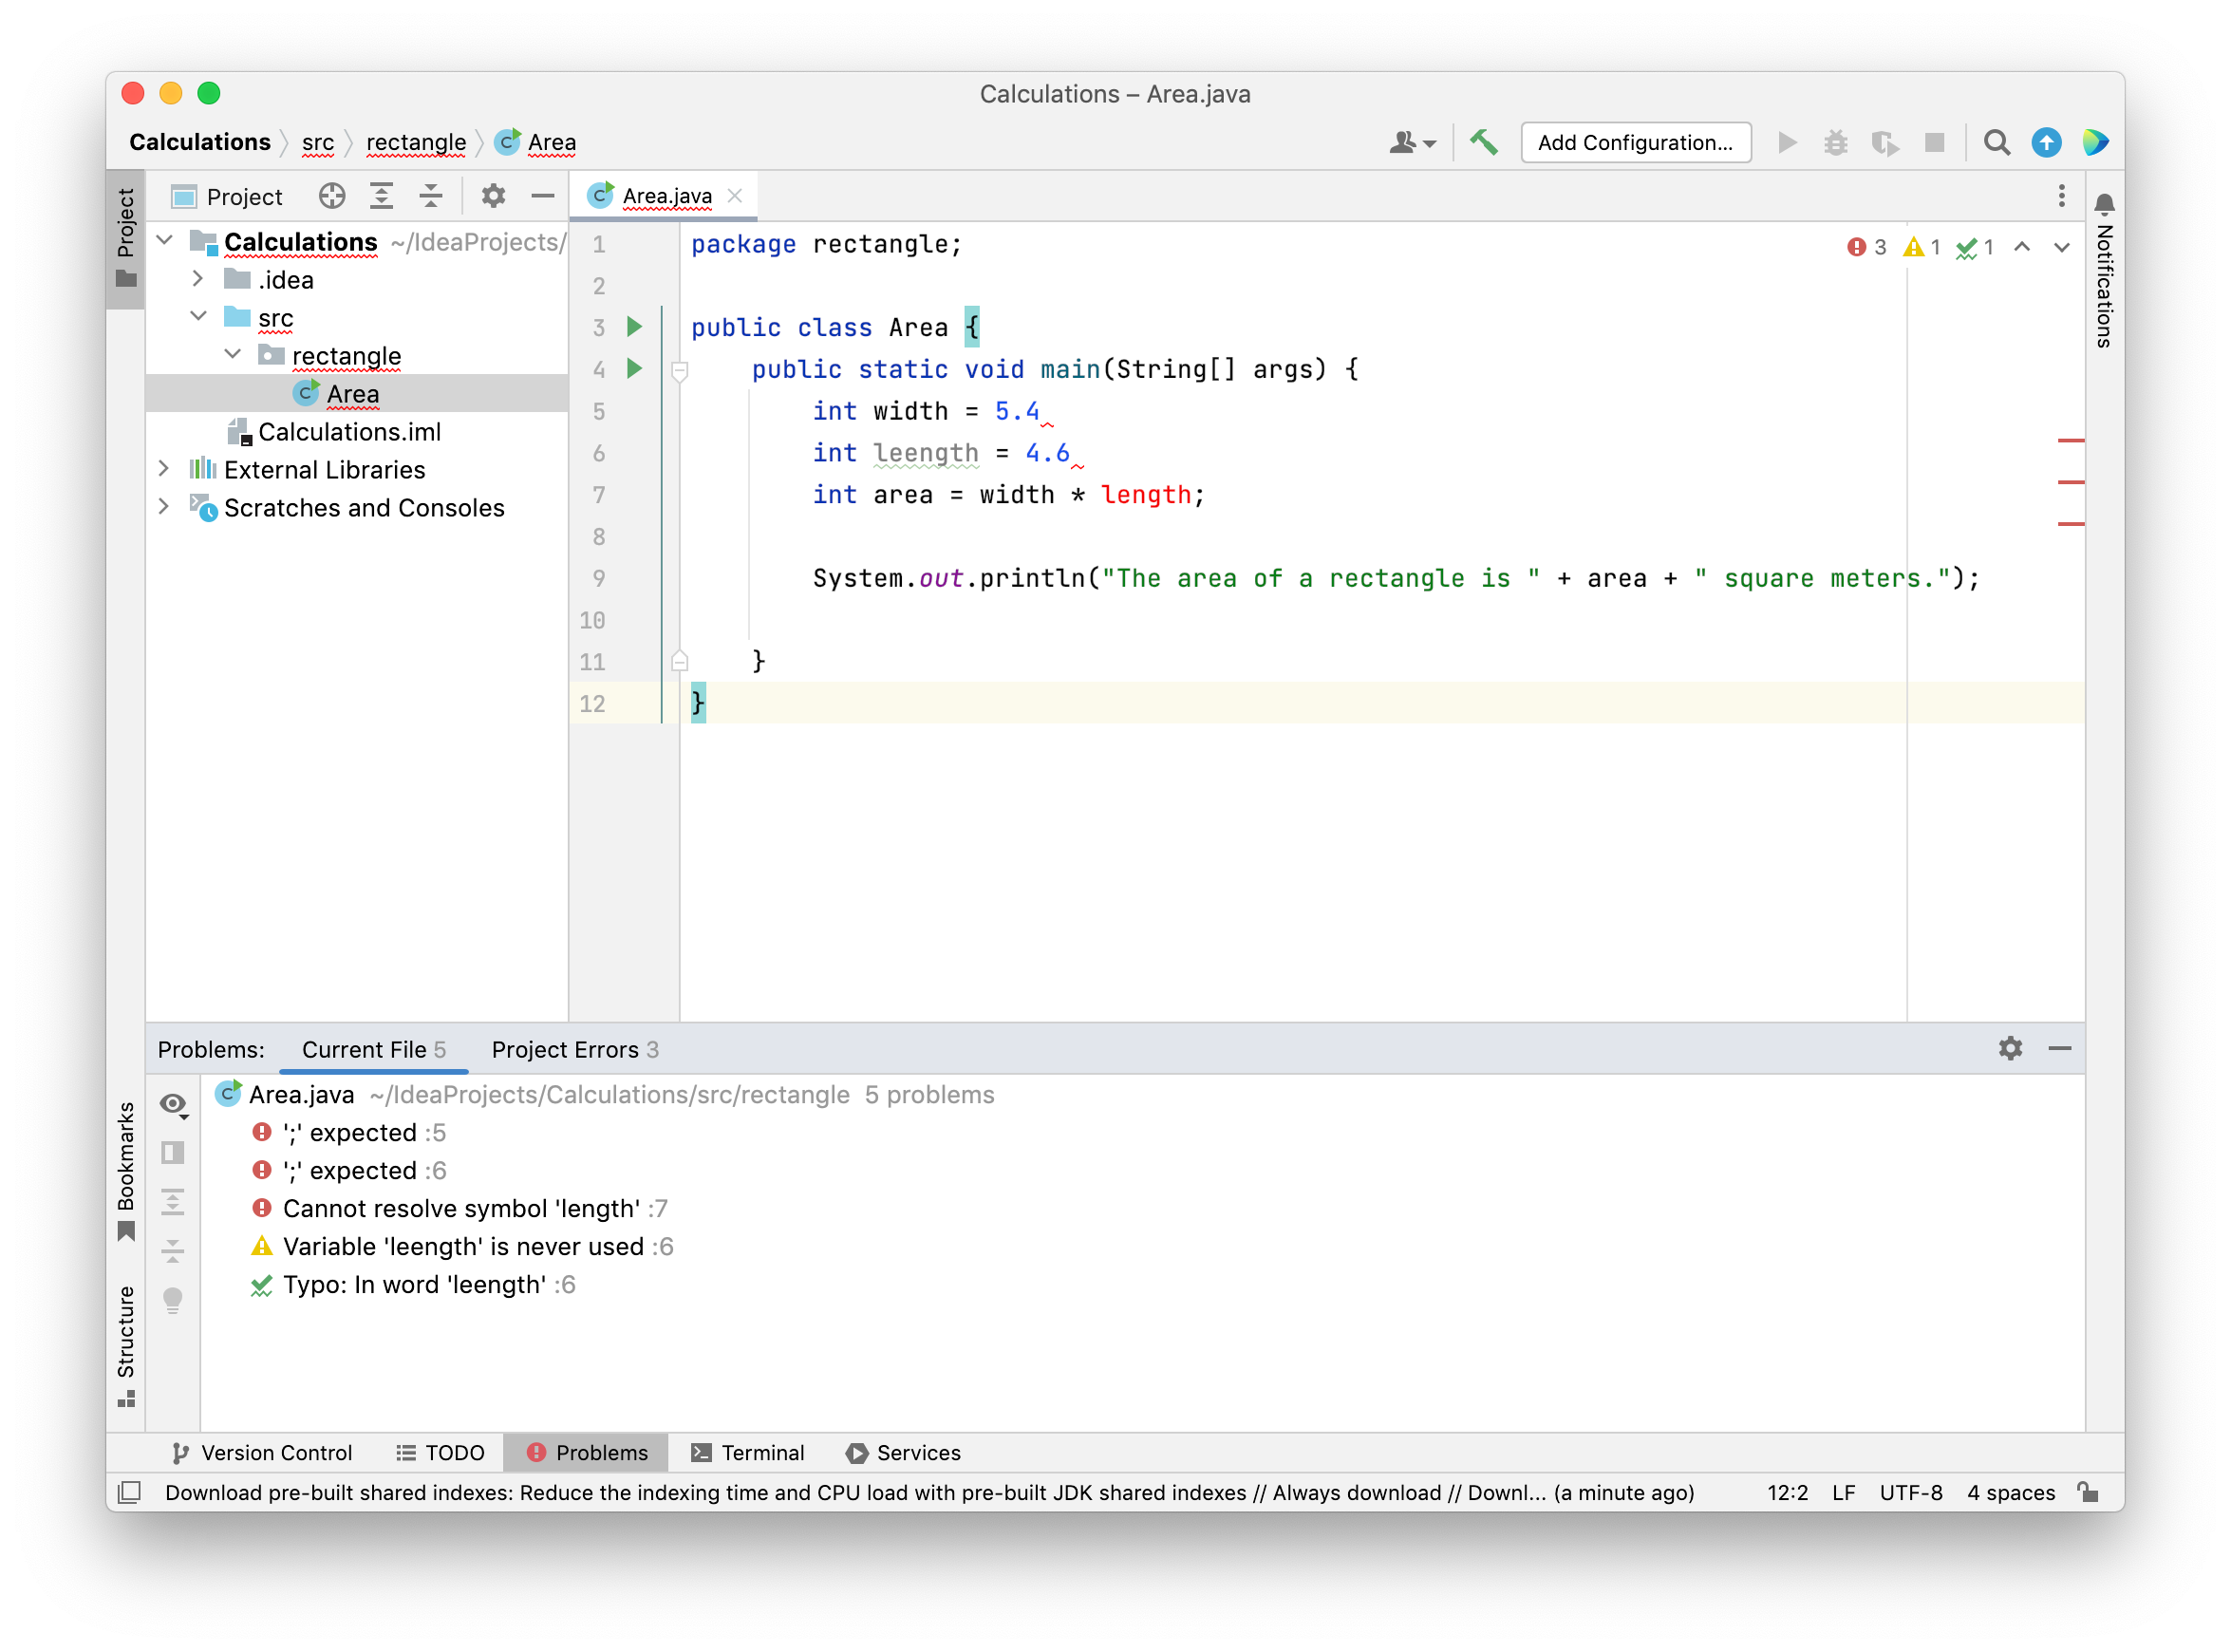 Calculations – Area.java
Calculations src rectangle Area
Add Configuration...
Project
Project
Calculations ~/IdeaProjects/
.idea
src
rectangle
Area
Calculations.iml
External Libraries
Scratches and Consoles
Area.java
3 1 1
1 package rectangle;
2
3 public class Area {
4 public static void main(String[] args) {
5 int width = 5.4
6 int leength = 4.6
7 int area = width * length;
8
9 System.out.println("The area of a rectangle is " + area + " square meters.");
10
11 }
12 }
Notifications
Problems: Current File 5 Project Errors 3
Area.java ~/IdeaProjects/Calculations/src/rectangle 5 problems
';' expected :5
';' expected :6
Cannot resolve symbol 'length' :7
Variable 'leength' is never used :6
Typo: In word 'leength' :6
Bookmarks
Structure
Version Control TODO Problems Terminal Services
Download pre-built shared indexes: Reduce the indexing time and CPU load with pre-built JDK shared indexes // Always download // Downl... (a minute ago) 12:2 LF UTF-8 4 spaces